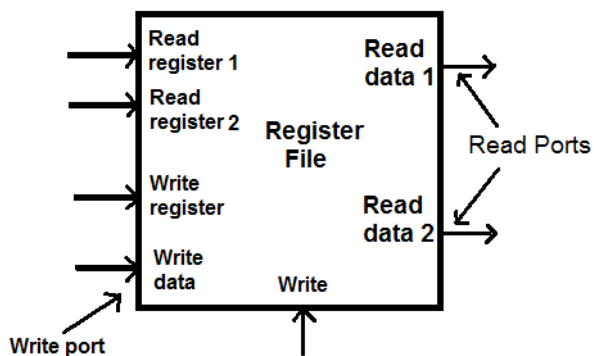 Read
register 1
Read
register 2
Write
register
Write
data
Register
File
Read
data 1
Read
data 2
Write
Read Ports
Write port